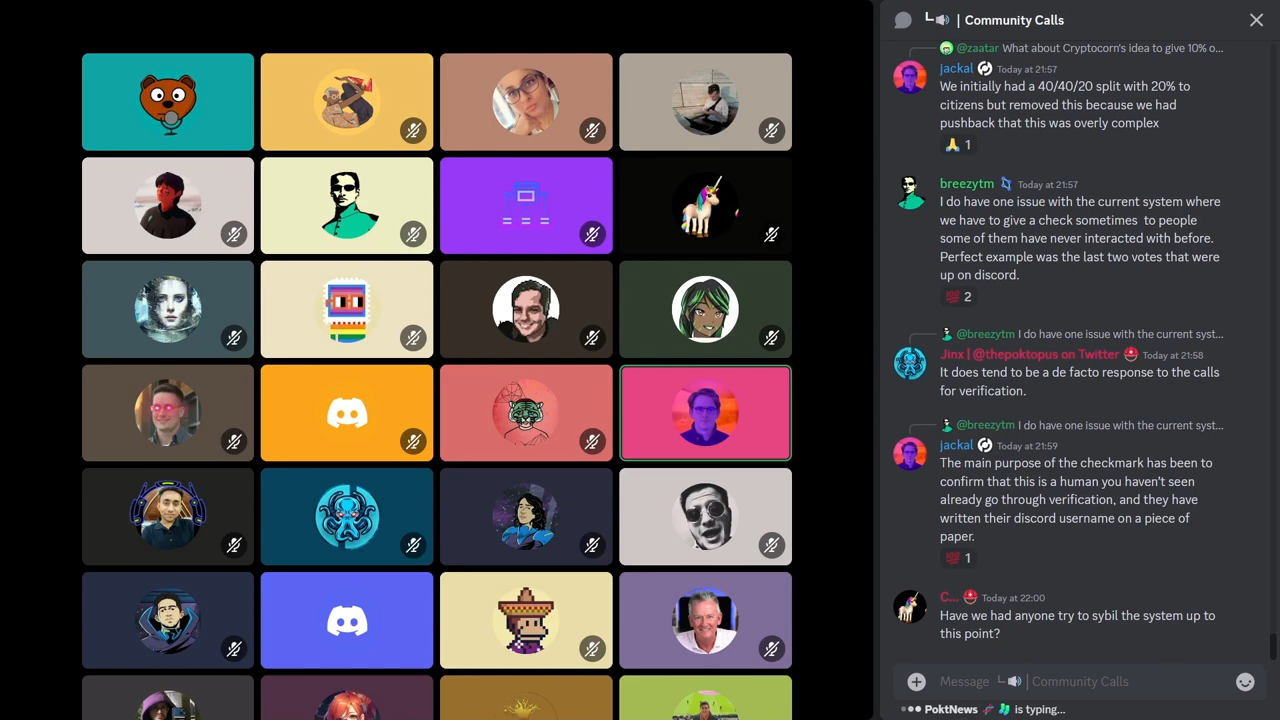 | Community Calls
@zaatar What about Cryptocorn's idea to give 10% o...
jackal Today at 21:57
We initially had a 40/40/20 split with 20% to
citizens but removed this because we had
pushback that this was overly complex
1
breezytm Today at 21:57
I do have one issue with the current system where
we have to give a check sometimes to people
some of them have never interacted with before.
Perfect example was the last two votes that were
up on discord.
2
@breezytm I do have one issue with the current syst...
Jinx | @thepoktopus on Twitter Today at 21:58
It does tend to be a de facto response to the calls
for verification.
@breezytm I do have one issue with the current syst...
jackal Today at 21:59
The main purpose of the checkmark has been to
confirm that this is a human you haven't seen
already go through verification, and they have
written their discord username on a piece of
paper.
1
C... Today at 22:00
Have we had anyone try to sybil the system up to
this point?
Message | Community Calls
PoktNews is typing...